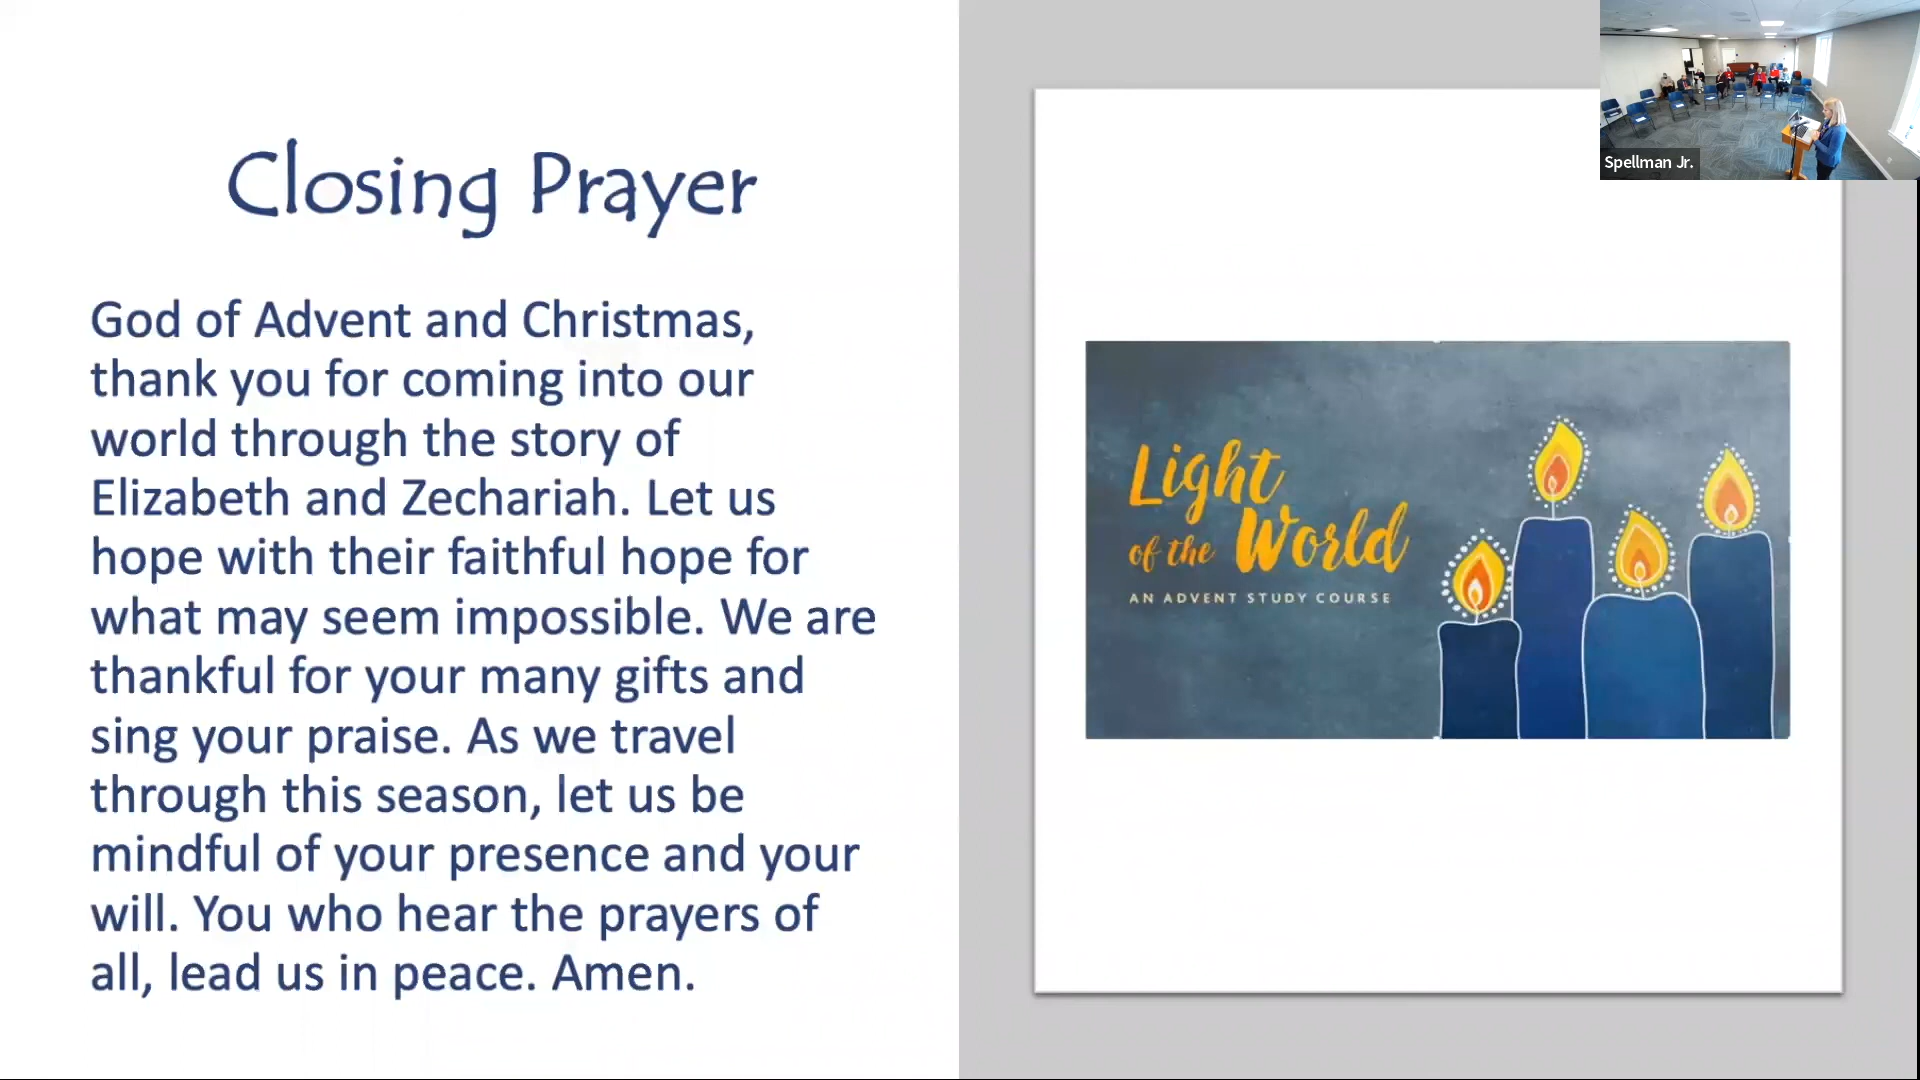 Closing Prayer
God of Advent and Christmas,
thank you for coming into our
world through the story of
Elizabeth and Zechariah. Let us
hope with their faithful hope for
what may seem impossible. We are
thankful for your many gifts and
sing your praise. As we travel
through this season, let us be
mindful of your presence and your
will. You who hear the prayers of
all, lead us in peace. Amen.
Light
of the World
AN ADVENT STUDY COURSE
Spellman Jr.